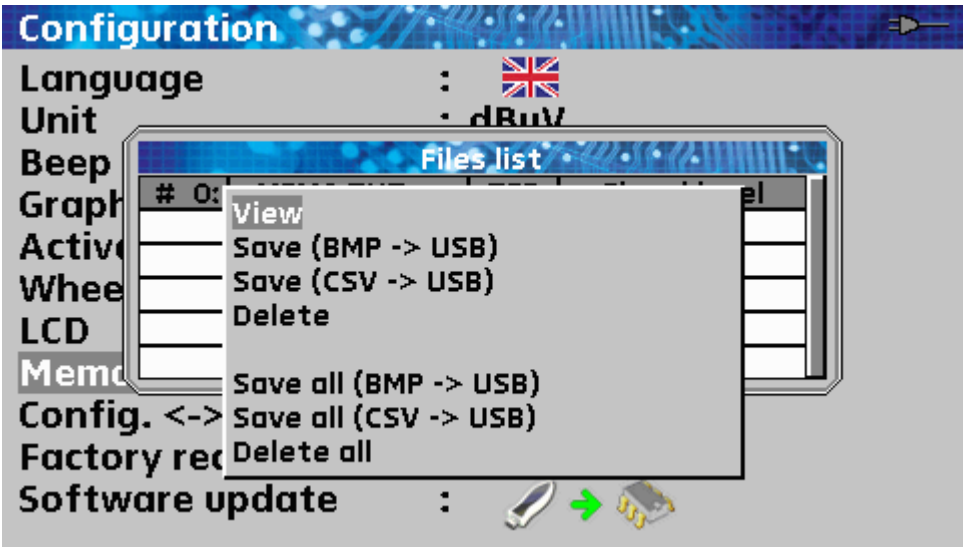 Configuration
Language :
Unit : dBuV
Beep
Files list
# 0:
Graph
View
Save (BMP -> USB)
Active
Save (CSV -> USB)
Whee
Delete
LCD
Memo
Save all (BMP -> USB)
Config. <->
Save all (CSV -> USB)
Factory rec
Delete all
Software update :